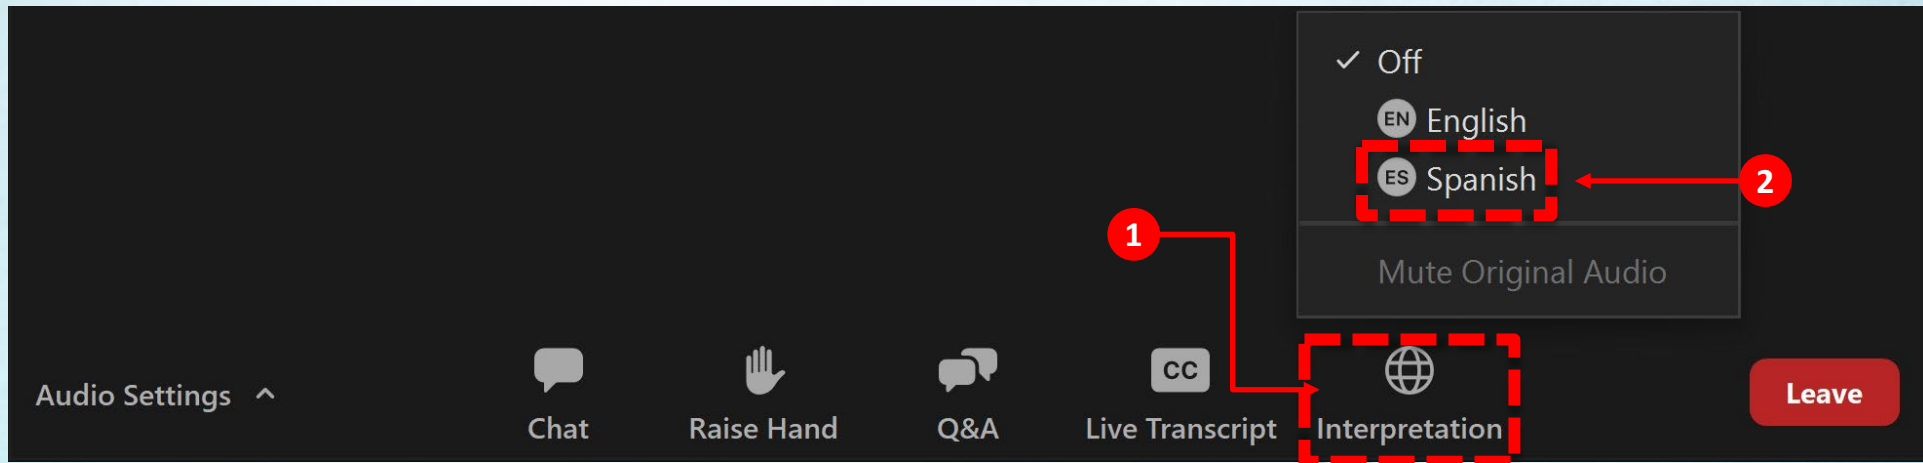 Off
EN English
ES Spanish
2
1
Mute Original Audio
Audio Settings
CC
Chat
Raise Hand
Q&A
Live Transcript
Interpretation
Leave